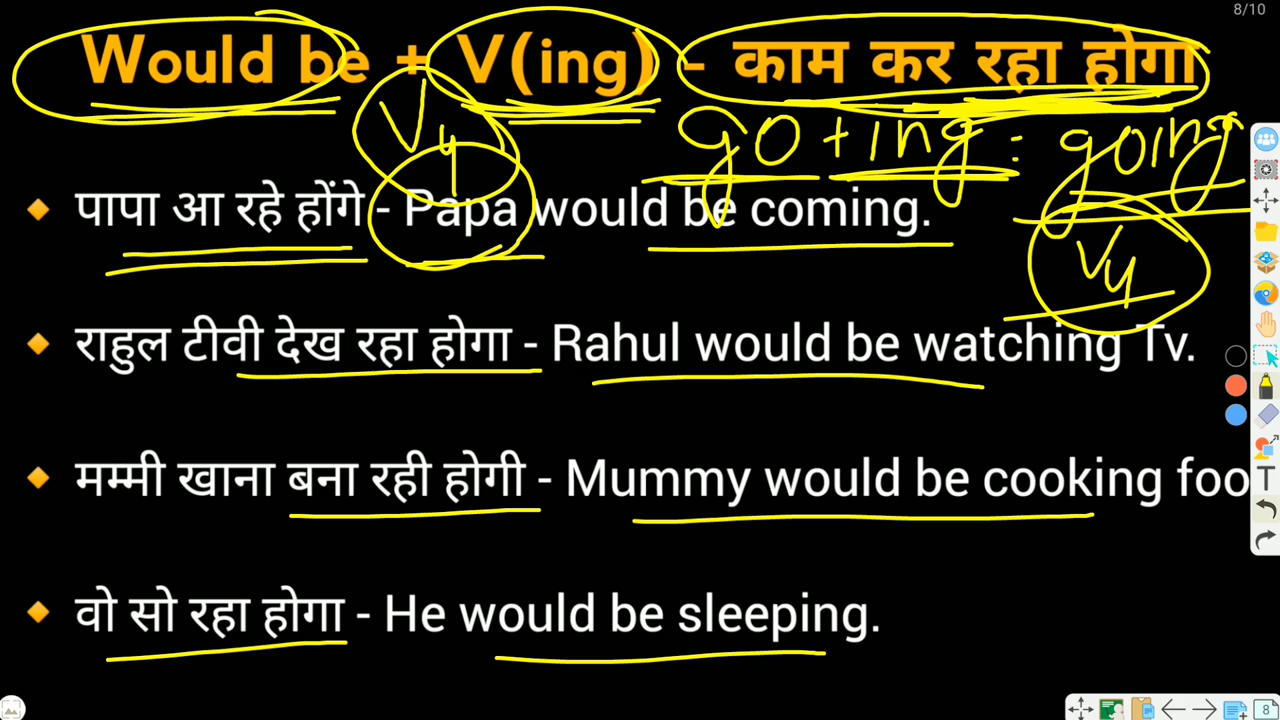 8/10
Would be + V(ing) - काम कर रहा होगा
V4
go + ing = going
🔸 पापा आ रहे होंगे - Papa would be coming.
V4
🔸 राहुल टीवी देख रहा होगा - Rahul would be watching Tv.
🔸 मम्मी खाना बना रही होगी - Mummy would be cooking foo
🔸 वो सो रहा होगा - He would be sleeping.
T
8